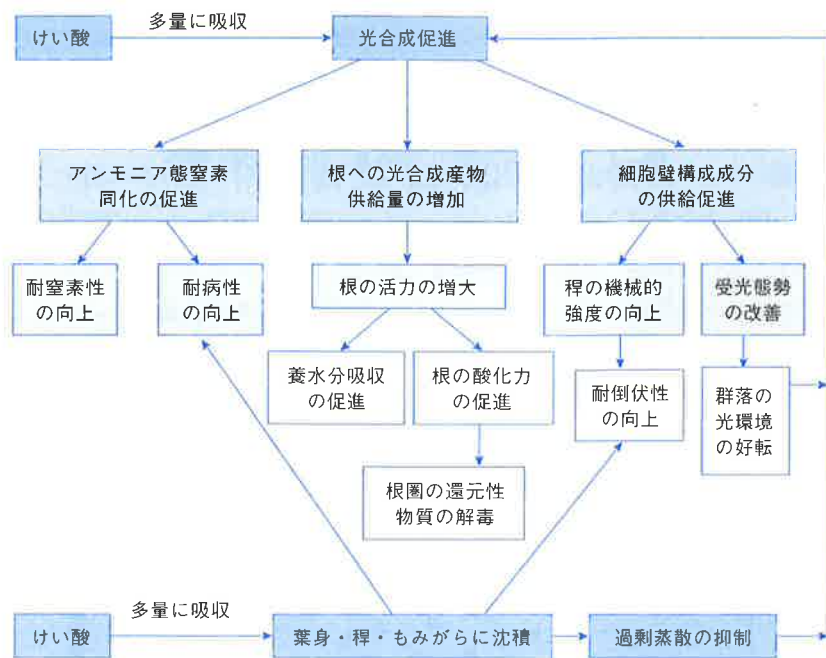 けい酸
多量に吸収
光合成促進
アンモニア態窒素
同化の促進
根への光合成産物
供給量の増加
細胞壁構成成分
の供給促進
耐窒素性
の向上
耐病性
の向上
根の活力の増大
稈の機械的
強度の向上
受光態勢
の改善
養水分吸収
の促進
根の酸化力
の促進
耐倒伏性
の向上
群落の
光環境
の好転
根圏の還元性
物質の解毒
けい酸
多量に吸収
葉身・稈・もみがらに沈積
過剰蒸散の抑制